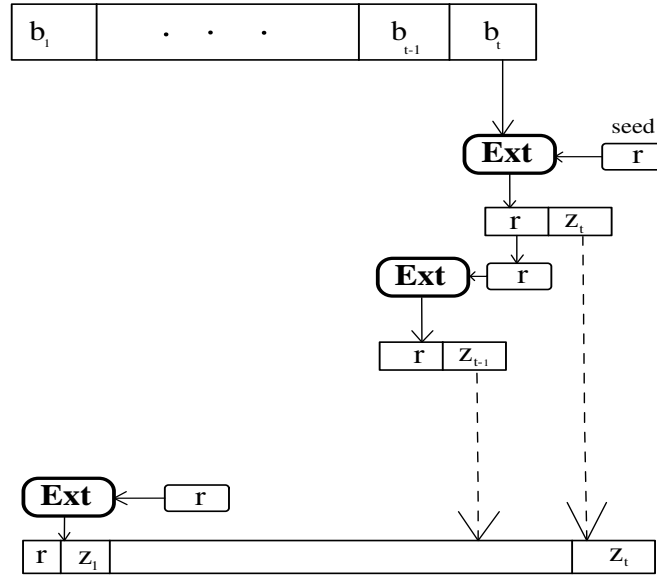 b₁ · · · bₜ₋₁ bₜ
seed
Ext r
r zₜ
Ext r
r zₜ₋₁
Ext r
r z₁ zₜ